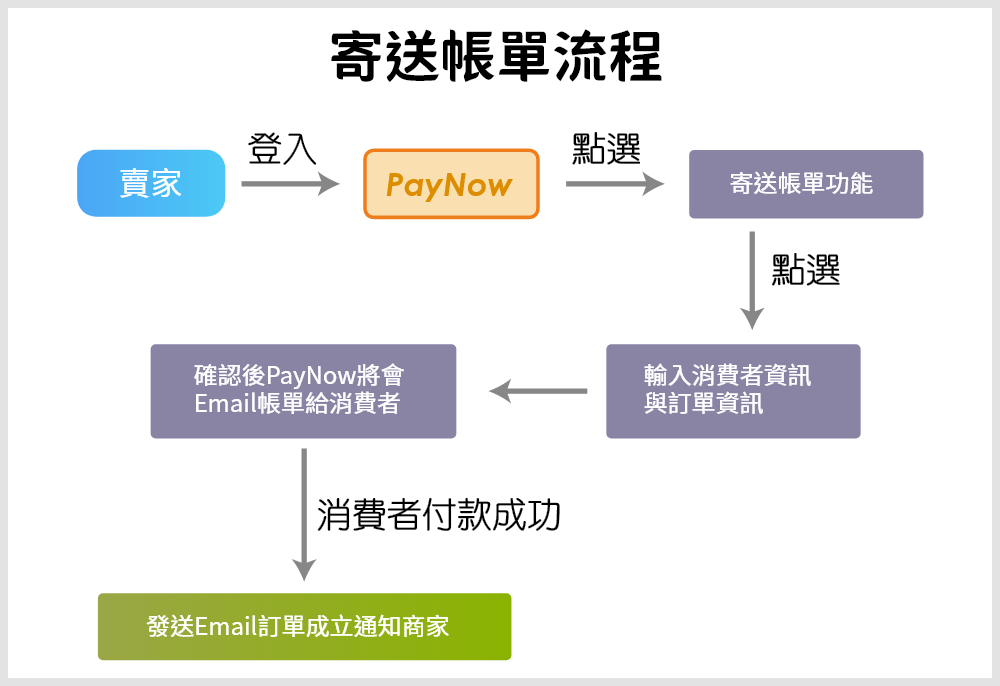 寄送帳單流程
賣家
登入
PayNow
點選
寄送帳單功能
點選
輸入消費者資訊
與訂單資訊
確認後PayNow將會
Email帳單給消費者
消費者付款成功
發送Email訂單成立通知商家